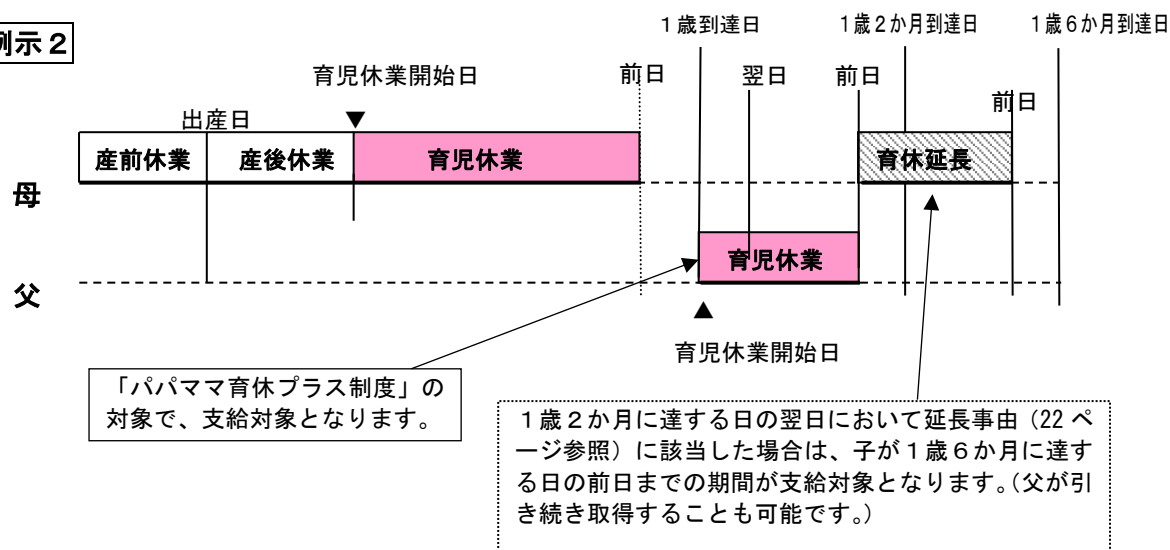 例示２
１歳到達日
１歳２か月到達日
１歳６か月到達日
育児休業開始日
前日
翌日
前日
前日
出産日
▼
産前休業
産後休業
育児休業
育休延長
母
育児休業
父
▲
育児休業開始日
「パパママ育休プラス制度」の
対象で、支給対象となります。
１歳２か月に達する日の翌日において延長事由（22 ペ
ージ参照）に該当した場合は、子が１歳６か月に達す
る日の前日までの期間が支給対象となります。（父が引
き続き取得することも可能です。）